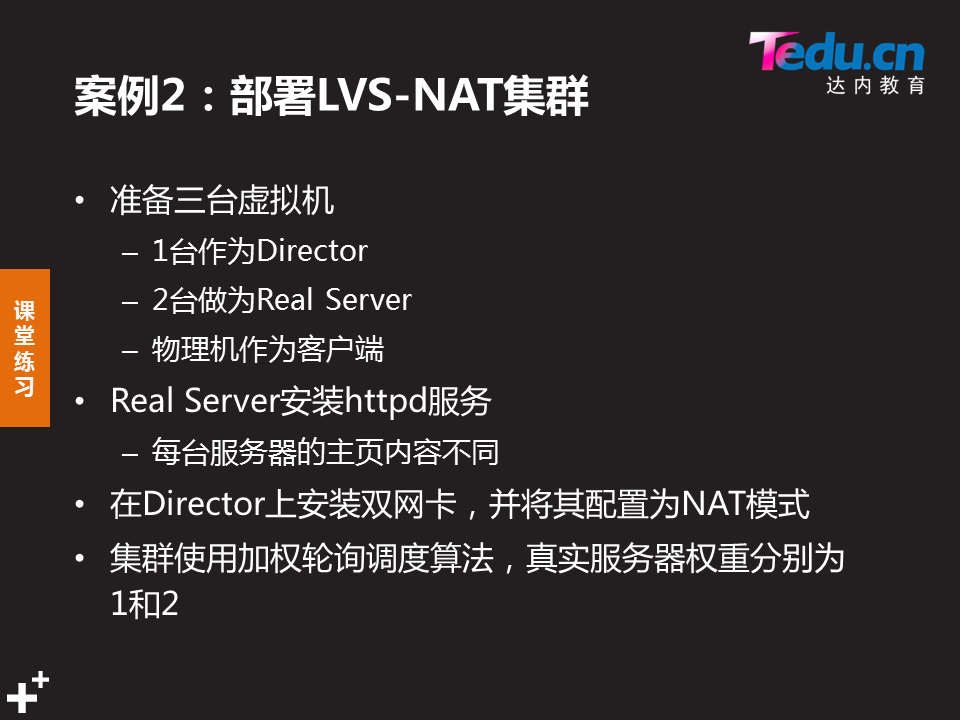 Tedu.cn
达内教育
案例2：部署LVS-NAT集群
• 准备三台虚拟机
– 1台作为Director
– 2台做为Real Server
– 物理机作为客户端
• Real Server安装httpd服务
– 每台服务器的主页内容不同
• 在Director上安装双网卡，并将其配置为NAT模式
• 集群使用加权轮询调度算法，真实服务器权重分别为
1和2
课
堂
练
习